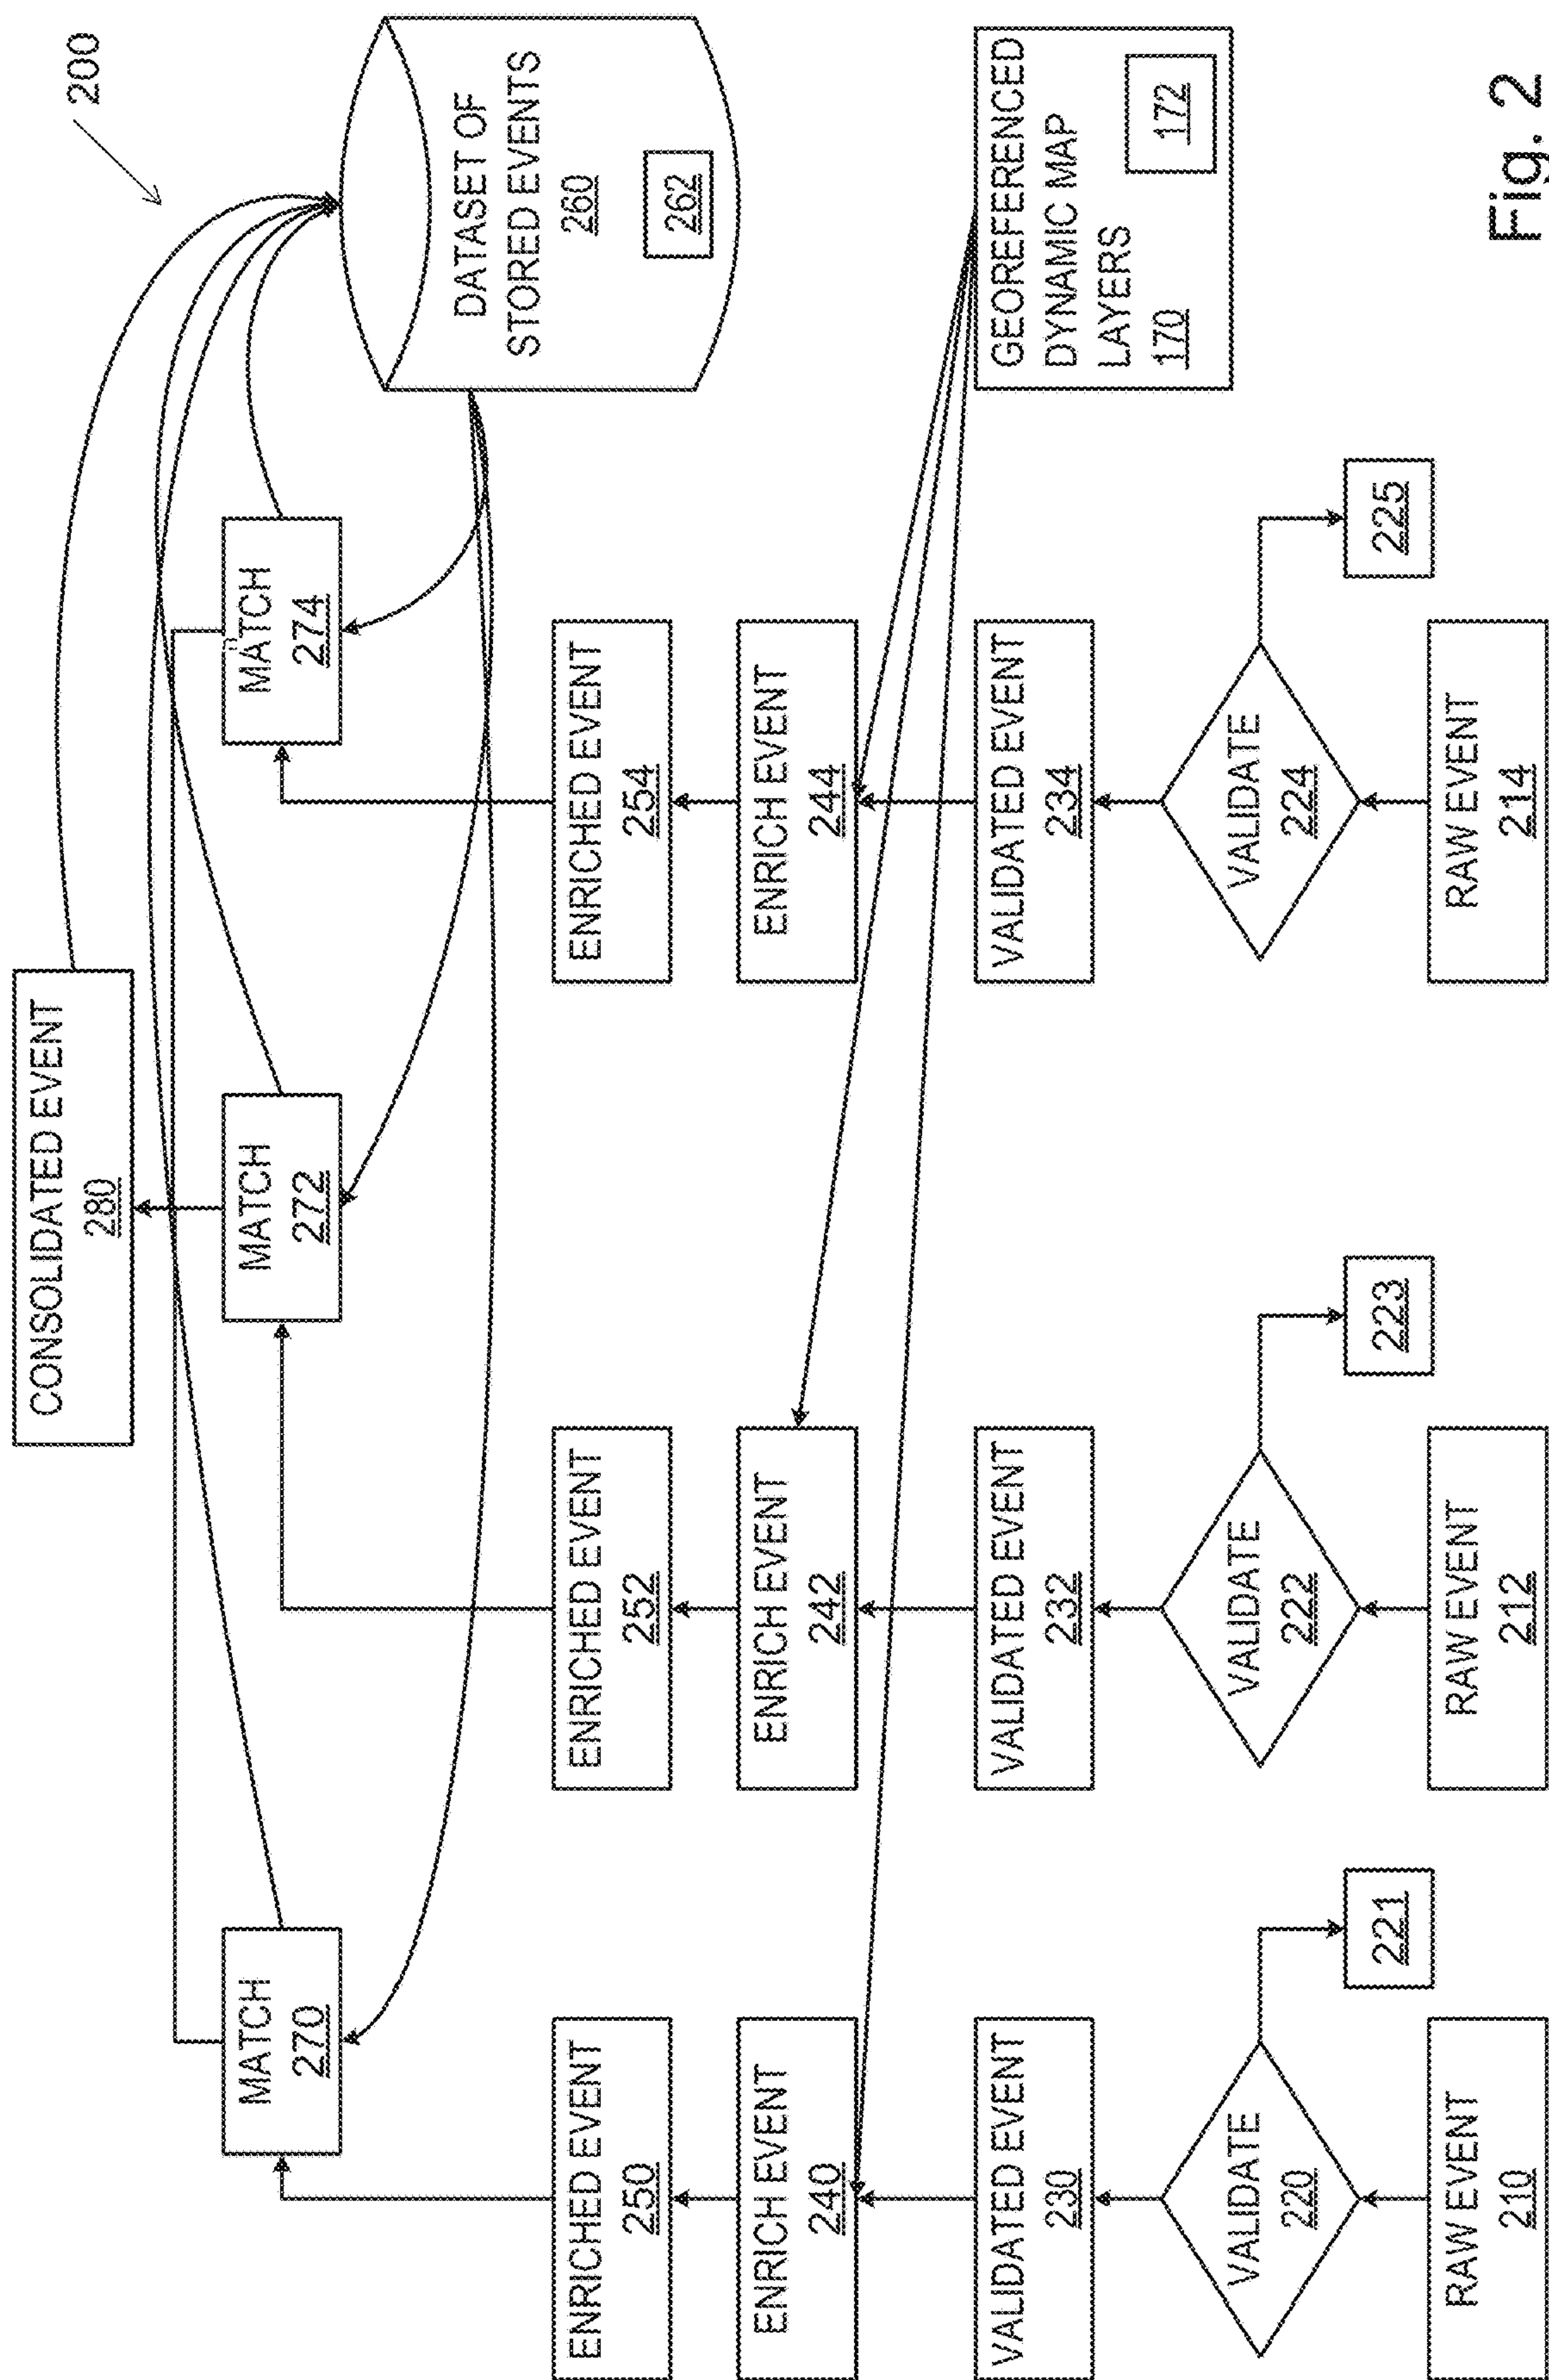 200
CONSOLIDATED EVENT
280
MATCH
270
MATCH
272
MATCH
274
DATASET OF
STORED EVENTS
260
262
ENRICHED EVENT
250
ENRICHED EVENT
252
ENRICHED EVENT
254
ENRICH EVENT
240
ENRICH EVENT
242
ENRICH EVENT
244
GEOREFERENCED
DYNAMIC MAP
LAYERS
170
172
VALIDATED EVENT
230
VALIDATED EVENT
232
VALIDATED EVENT
234
VALIDATE
220
221
VALIDATE
222
223
VALIDATE
224
225
RAW EVENT
210
RAW EVENT
212
RAW EVENT
214
Fig. 2